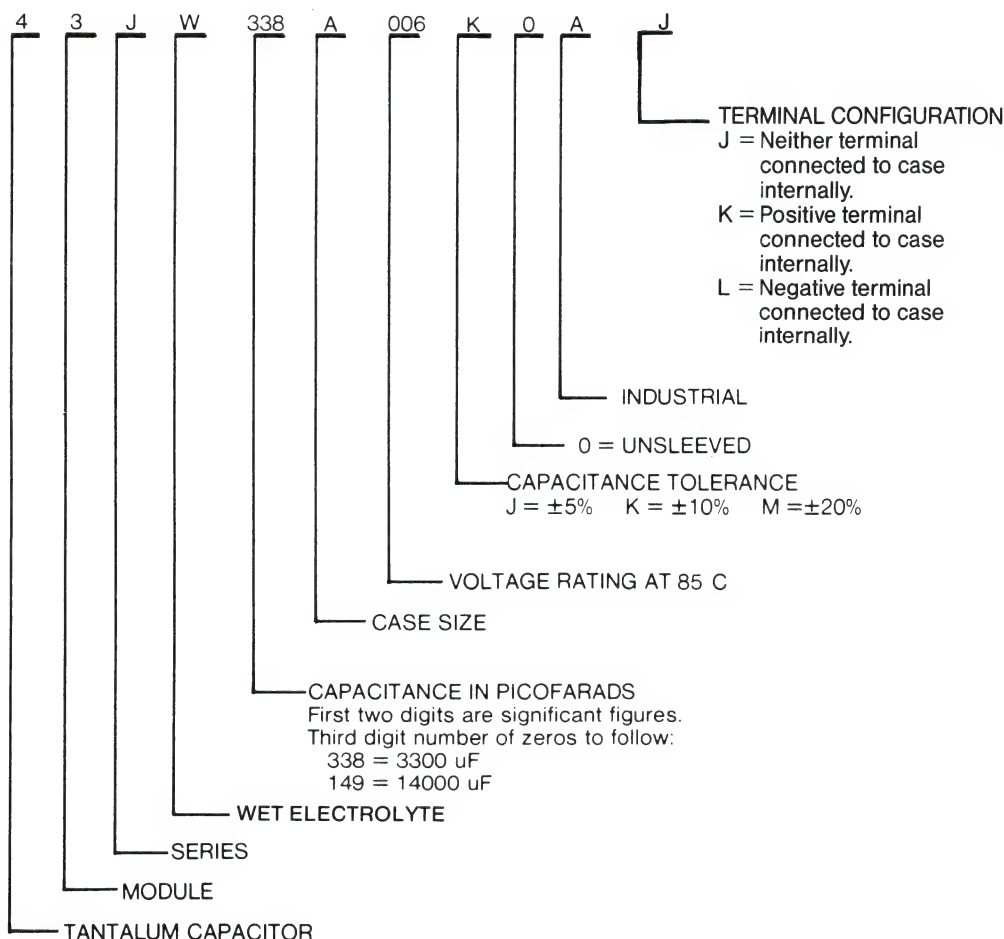 4 3 J W 338 A 006 K 0 A J
TERMINAL CONFIGURATION
J = Neither terminal
connected to case
internally.
K = Positive terminal
connected to case
internally.
L = Negative terminal
connected to case
internally.
INDUSTRIAL
0 = UNSLEEVED
CAPACITANCE TOLERANCE
J = ±5% K = ±10% M =±20%
VOLTAGE RATING AT 85 C
CASE SIZE
CAPACITANCE IN PICOFARADS
First two digits are significant figures.
Third digit number of zeros to follow:
338 = 3300 uF
149 = 14000 uF
WET ELECTROLYTE
SERIES
MODULE
TANTALUM CAPACITOR